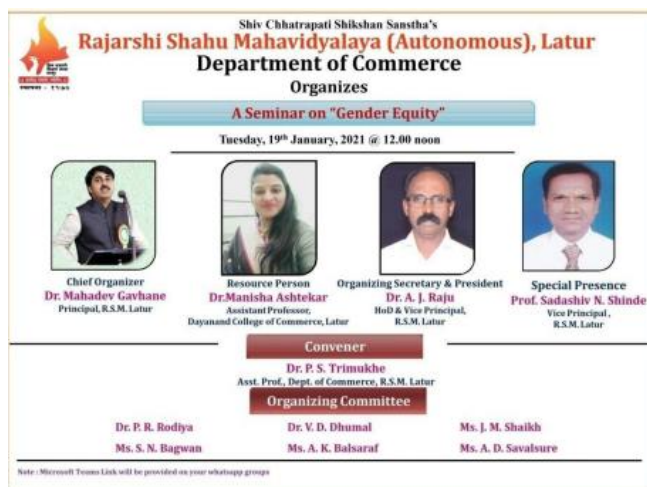 Shiv Chhatrapati Shikshan Sanstha's
Rajarshi Shahu Mahavidyalaya (Autonomous), Latur
Department of Commerce
Organizes
A Seminar on "Gender Equity"
Tuesday, 19th January, 2021 @ 12.00 noon
Chief Organizer
Dr. Mahadev Gavhane
Principal, R.S.M. Latur
Resource Person
Dr.Manisha Ashtekar
Assistant Professor,
Dayanand College of Commerce, Latur
Organizing Secretary & President
Dr. A. J. Raju
HoD & Vice Principal,
R.S.M. Latur
Special Presence
Prof. Sadashiv N. Shinde
Vice Principal ,
R.S.M. Latur
Convener
Dr. P. S. Trimukhe
Asst. Prof., Dept. of Commerce, R.S.M. Latur
Organizing Committee
Dr. P. R. Rodiya Dr. V. D. Dhumal Ms. J. M. Shaikh
Ms. S. N. Bagwan Ms. A. K. Balsaraf Ms. A. D. Savalsure
Note : Microsoft Teams Link will be provided on your whatsapp groups